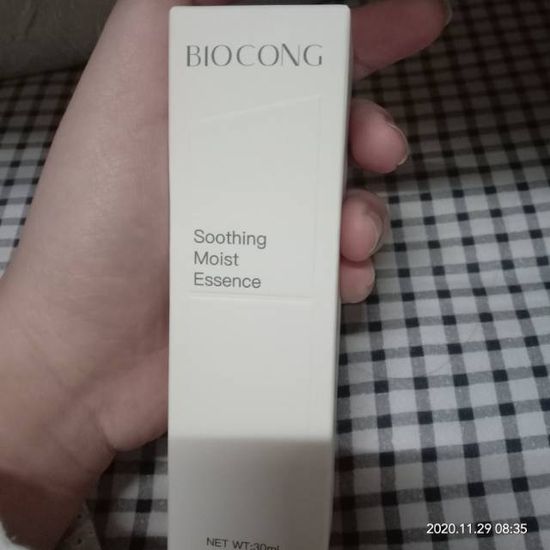 BIOCONG
Soothing
Moist
Essence
NET WT:30ml
2020.11.29 08:35